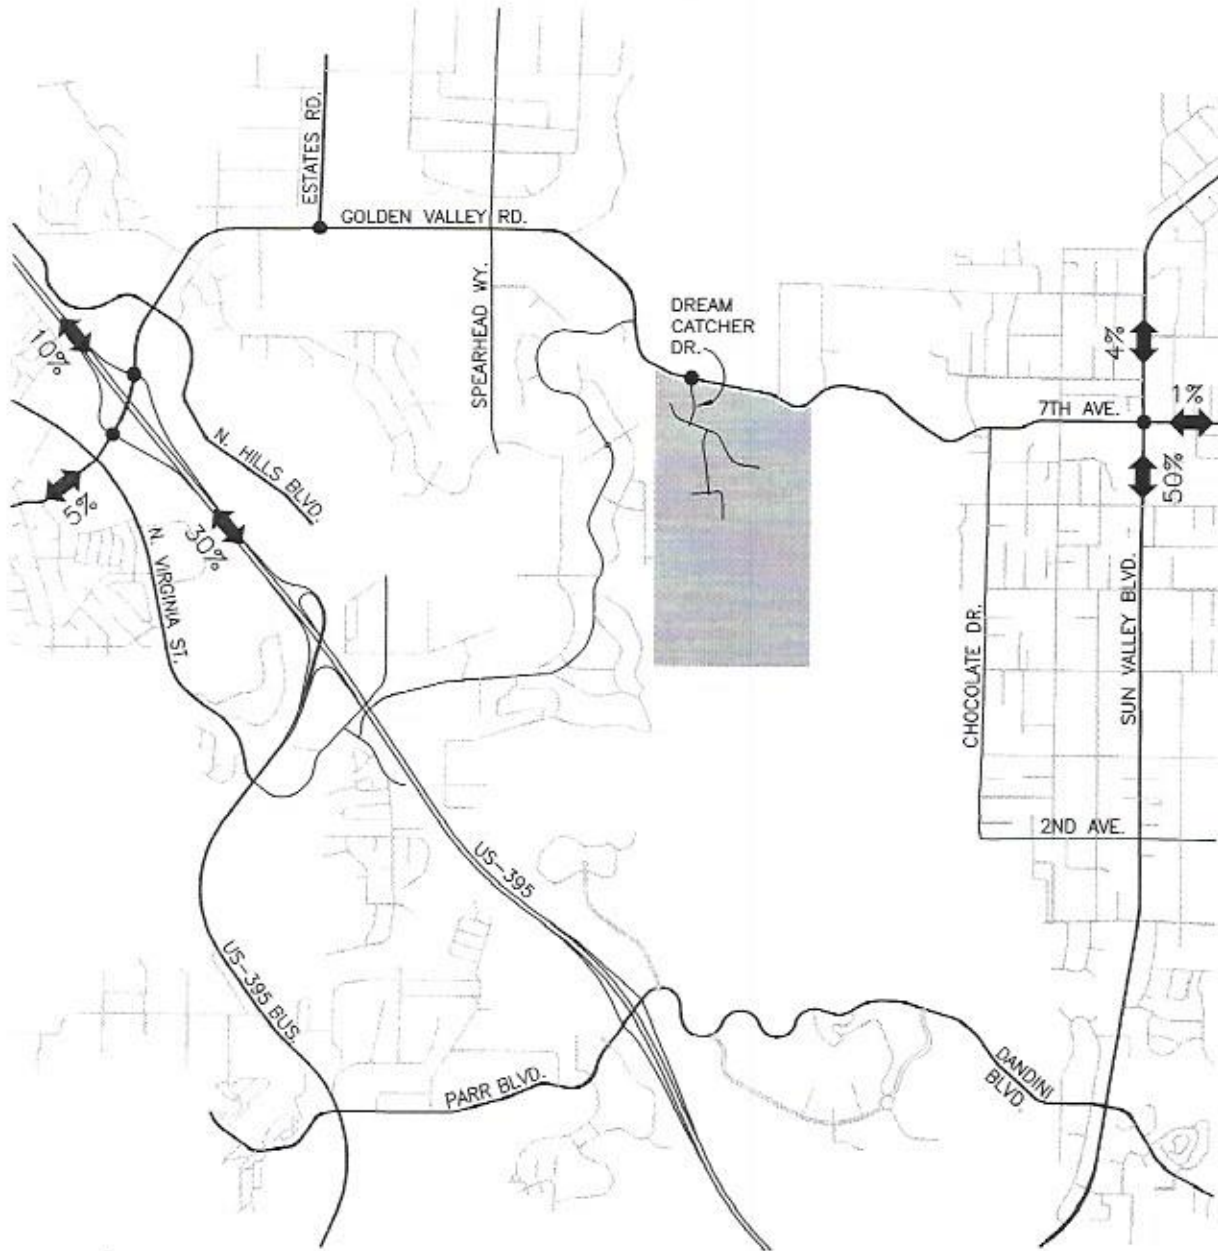 ESTATES RD.
GOLDEN VALLEY RD.
SPEARHEAD WY.
DREAM
CATCHER
DR.
10%
4%
1%
7TH AVE.
N. HILLS BLVD.
50%
5%
30%
N. VIRGINIA ST.
CHOCOLATE DR.
SUN VALLEY BLVD.
2ND AVE.
US-395
US-395 BUS.
PARR BLVD.
DANDINI
BLVD.